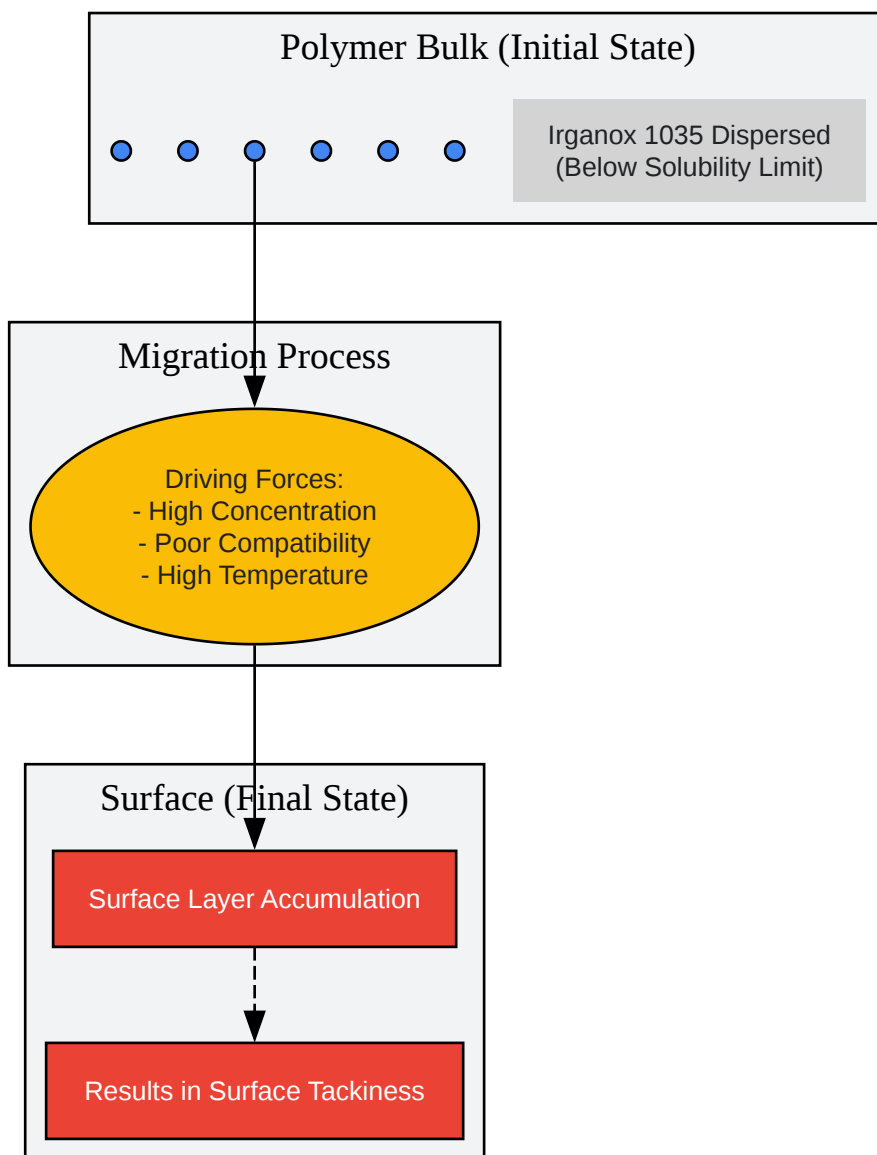 Polymer Bulk (Initial State)
Irganox 1035 Dispersed
(Below Solubility Limit)
Migration Process
Driving Forces:
- High Concentration
- Poor Compatibility
- High Temperature
Surface (Final State)
Surface Layer Accumulation
Results in Surface Tackiness